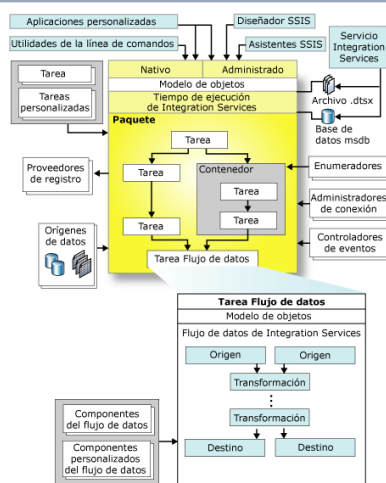 Aplicaciones personalizadas
Diseñador SSIS
Utilidades de la línea de comandos
Asistentes SSIS
Servicio
Integration
Services
Nativo
Administrado
Modelo de objetos
Tiempo de ejecución
de Integration Services
Tarea
Tareas
personalizadas
Archivo .dtsx
Base de
datos msdb
Paquete
Tarea
Tarea
Contenedor
Tarea
Tarea
Tarea
Tarea Flujo de datos
Proveedores
de registro
Orígenes
de datos
Enumeradores
Administradores
de conexión
Controladores
de eventos
Tarea Flujo de datos
Modelo de objetos
Flujo de datos de Integration Services
Origen
Origen
Transformación
Transformación
Destino
Destino
Componentes
del flujo de datos
Componentes
personalizados
del flujo de datos